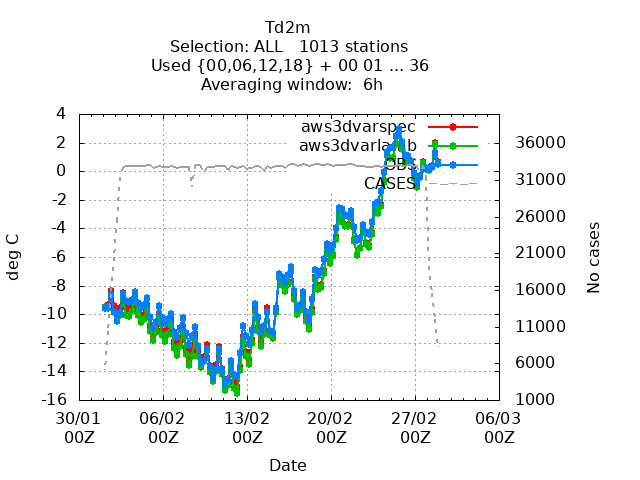 Td2m
Selection: ALL   1013 stations
Used {00,06,12,18} + 00 01 ... 36
Averaging window:  6h
4
2
0
-2
-4
-6
-8
-10
-12
-14
-16
deg C
aws3dvarspec
aws3dvarlamb
OBS
CASES
36000
31000
26000
21000
16000
11000
6000
1000
No cases
30/01 06/02 13/02 20/02 27/02 06/03
00Z 00Z 00Z 00Z 00Z 00Z
Date